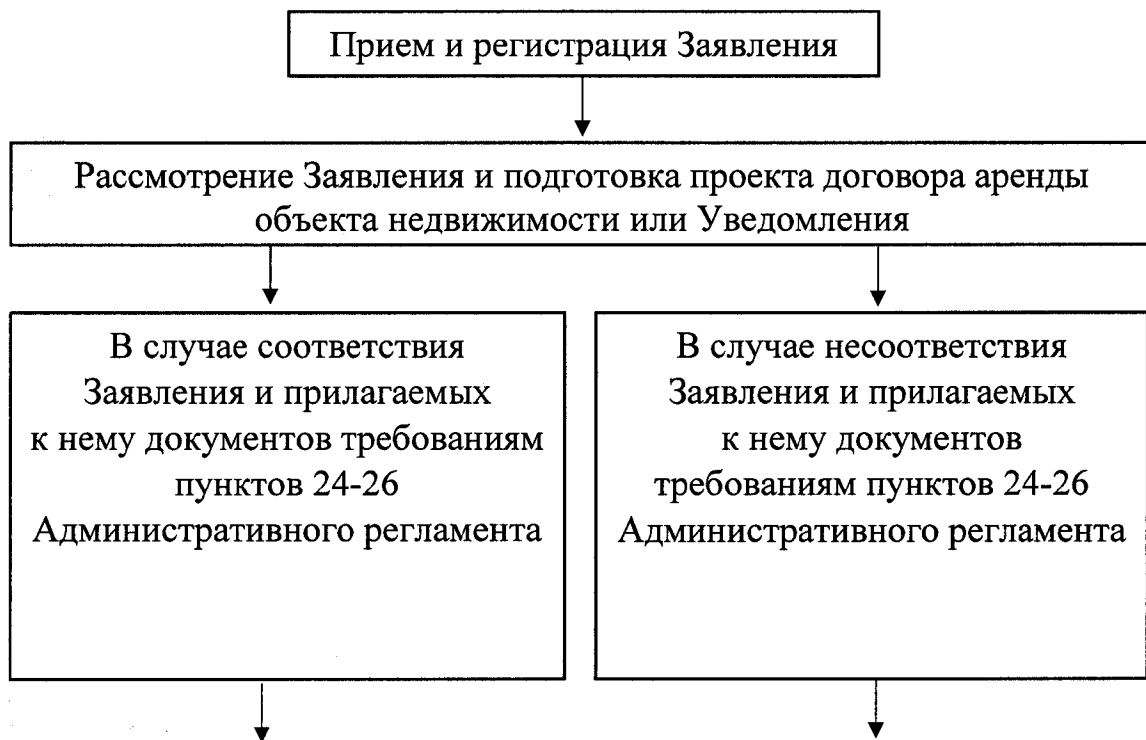 Прием и регистрация Заявления
Рассмотрение Заявления и подготовка проекта договора аренды
объекта недвижимости или Уведомления
В случае соответствия
Заявления и прилагаемых
к нему документов требованиям
пунктов 24-26
Административного регламента
В случае несоответствия
Заявления и прилагаемых
к нему документов
требованиям пунктов 24-26
Административного регламента